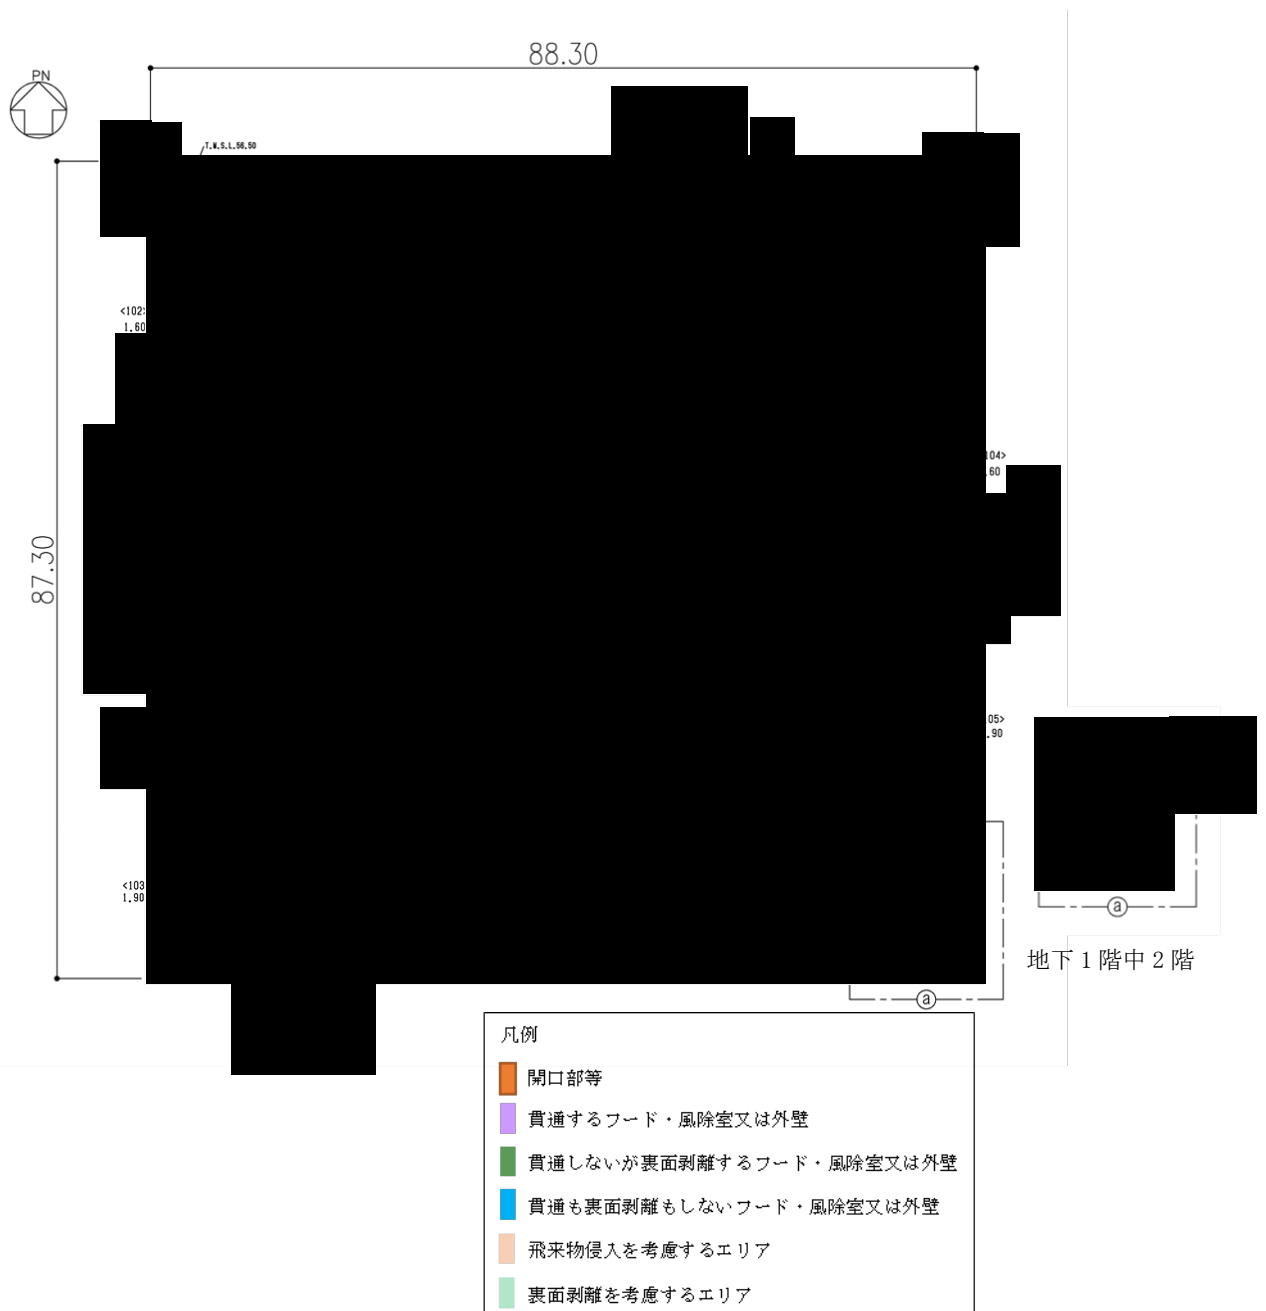 88.30
PN
T.M.S.L.56.50
<102>
1.60
104>
.60
87.30
05>
.90
<103
1.90
a
地下1階中2階
a
凡例
開口部等
貫通するフード・風除室又は外壁
貫通しないが裏面剥離するフード・風除室又は外壁
貫通も裏面剥離もしないフード・風除室又は外壁
飛来物侵入を考慮するエリア
裏面剥離を考慮するエリア